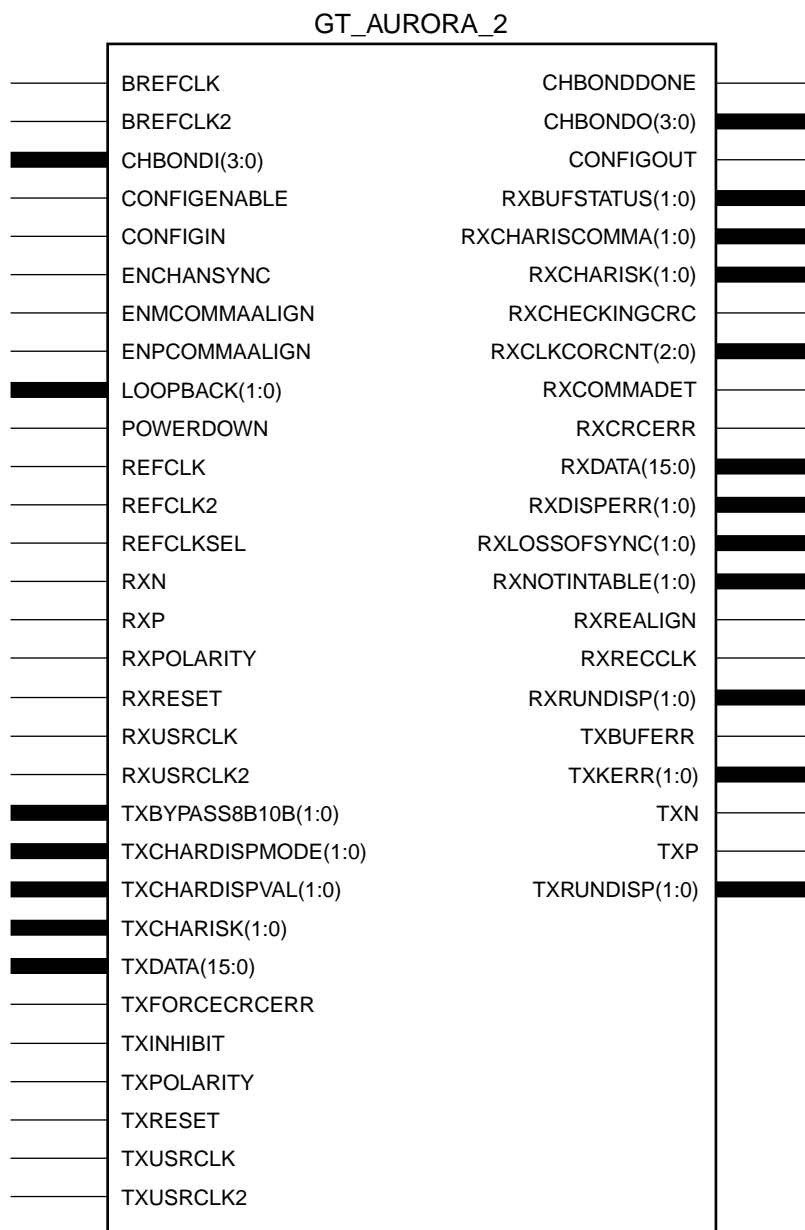 GT_AURORA_2
BREFCLK CHBONDDONE
BREFCLK2 CHBONDO(3:0)
CHBONDI(3:0) CONFIGOUT
CONFIGENABLE RXBUFSTATUS(1:0)
CONFIGIN RXCHARISCOMMA(1:0)
ENCHANSYNC RXCHARISK(1:0)
ENMCOMMAALIGN RXCHECKINGCRC
ENPCOMMAALIGN RXCLKCORCNT(2:0)
LOOPBACK(1:0) RXCOMMADET
POWERDOWN RXCRCERR
REFCLK RXDATA(15:0)
REFCLK2 RXDISPERR(1:0)
REFCLKSEL RXLOSSOFSYNC(1:0)
RXN RXNOTINTABLE(1:0)
RXP RXREALIGN
RXPOLARITY RXRECCLK
RXRESET RXRUNDISP(1:0)
RXUSRCLK TXBUFERR
RXUSRCLK2 TXKERR(1:0)
TXBYPASS8B10B(1:0) TXN
TXCHARDISPMODE(1:0) TXP
TXCHARDISPVAL(1:0) TXRUNDISP(1:0)
TXCHARISK(1:0)
TXDATA(15:0)
TXFORCECRCERR
TXINHIBIT
TXPOLARITY
TXRESET
TXUSRCLK
TXUSRCLK2